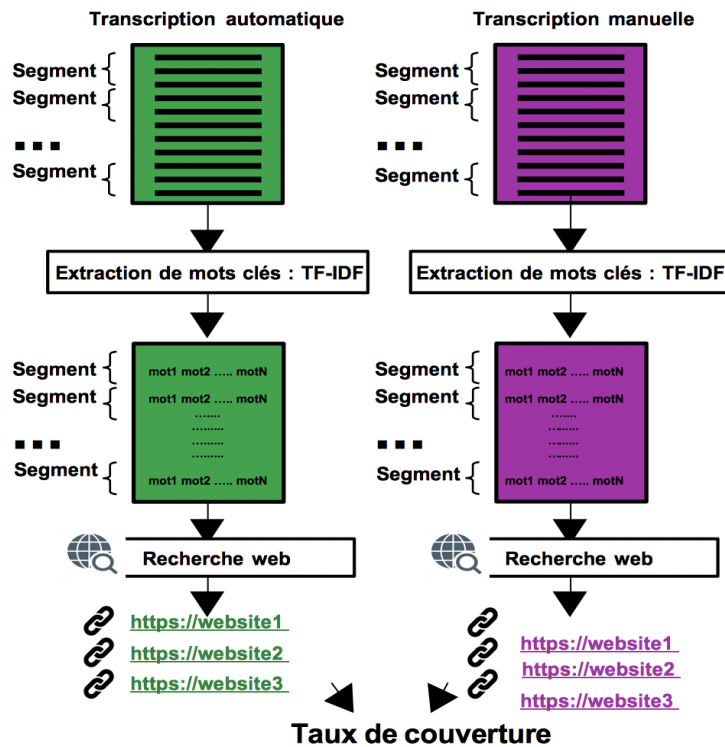 Transcription automatique
Segment
Segment
...
Segment
Extraction de mots clés : TF-IDF
Segment
Segment
...
Segment
mot1 mot2 ..... motN
mot1 mot2 ..... motN
.......
.........
.........
.........
mot1 mot2 ..... motN
Recherche web
https://website1
https://website2
https://website3
Transcription manuelle
Segment
Segment
...
Segment
Extraction de mots clés : TF-IDF
Segment
Segment
...
Segment
mot1 mot2 ..... motN
mot1 mot2 ..... motN
.......
.........
.........
.........
mot1 mot2 ..... motN
Recherche web
https://website1
https://website2
https://website3
Taux de couverture